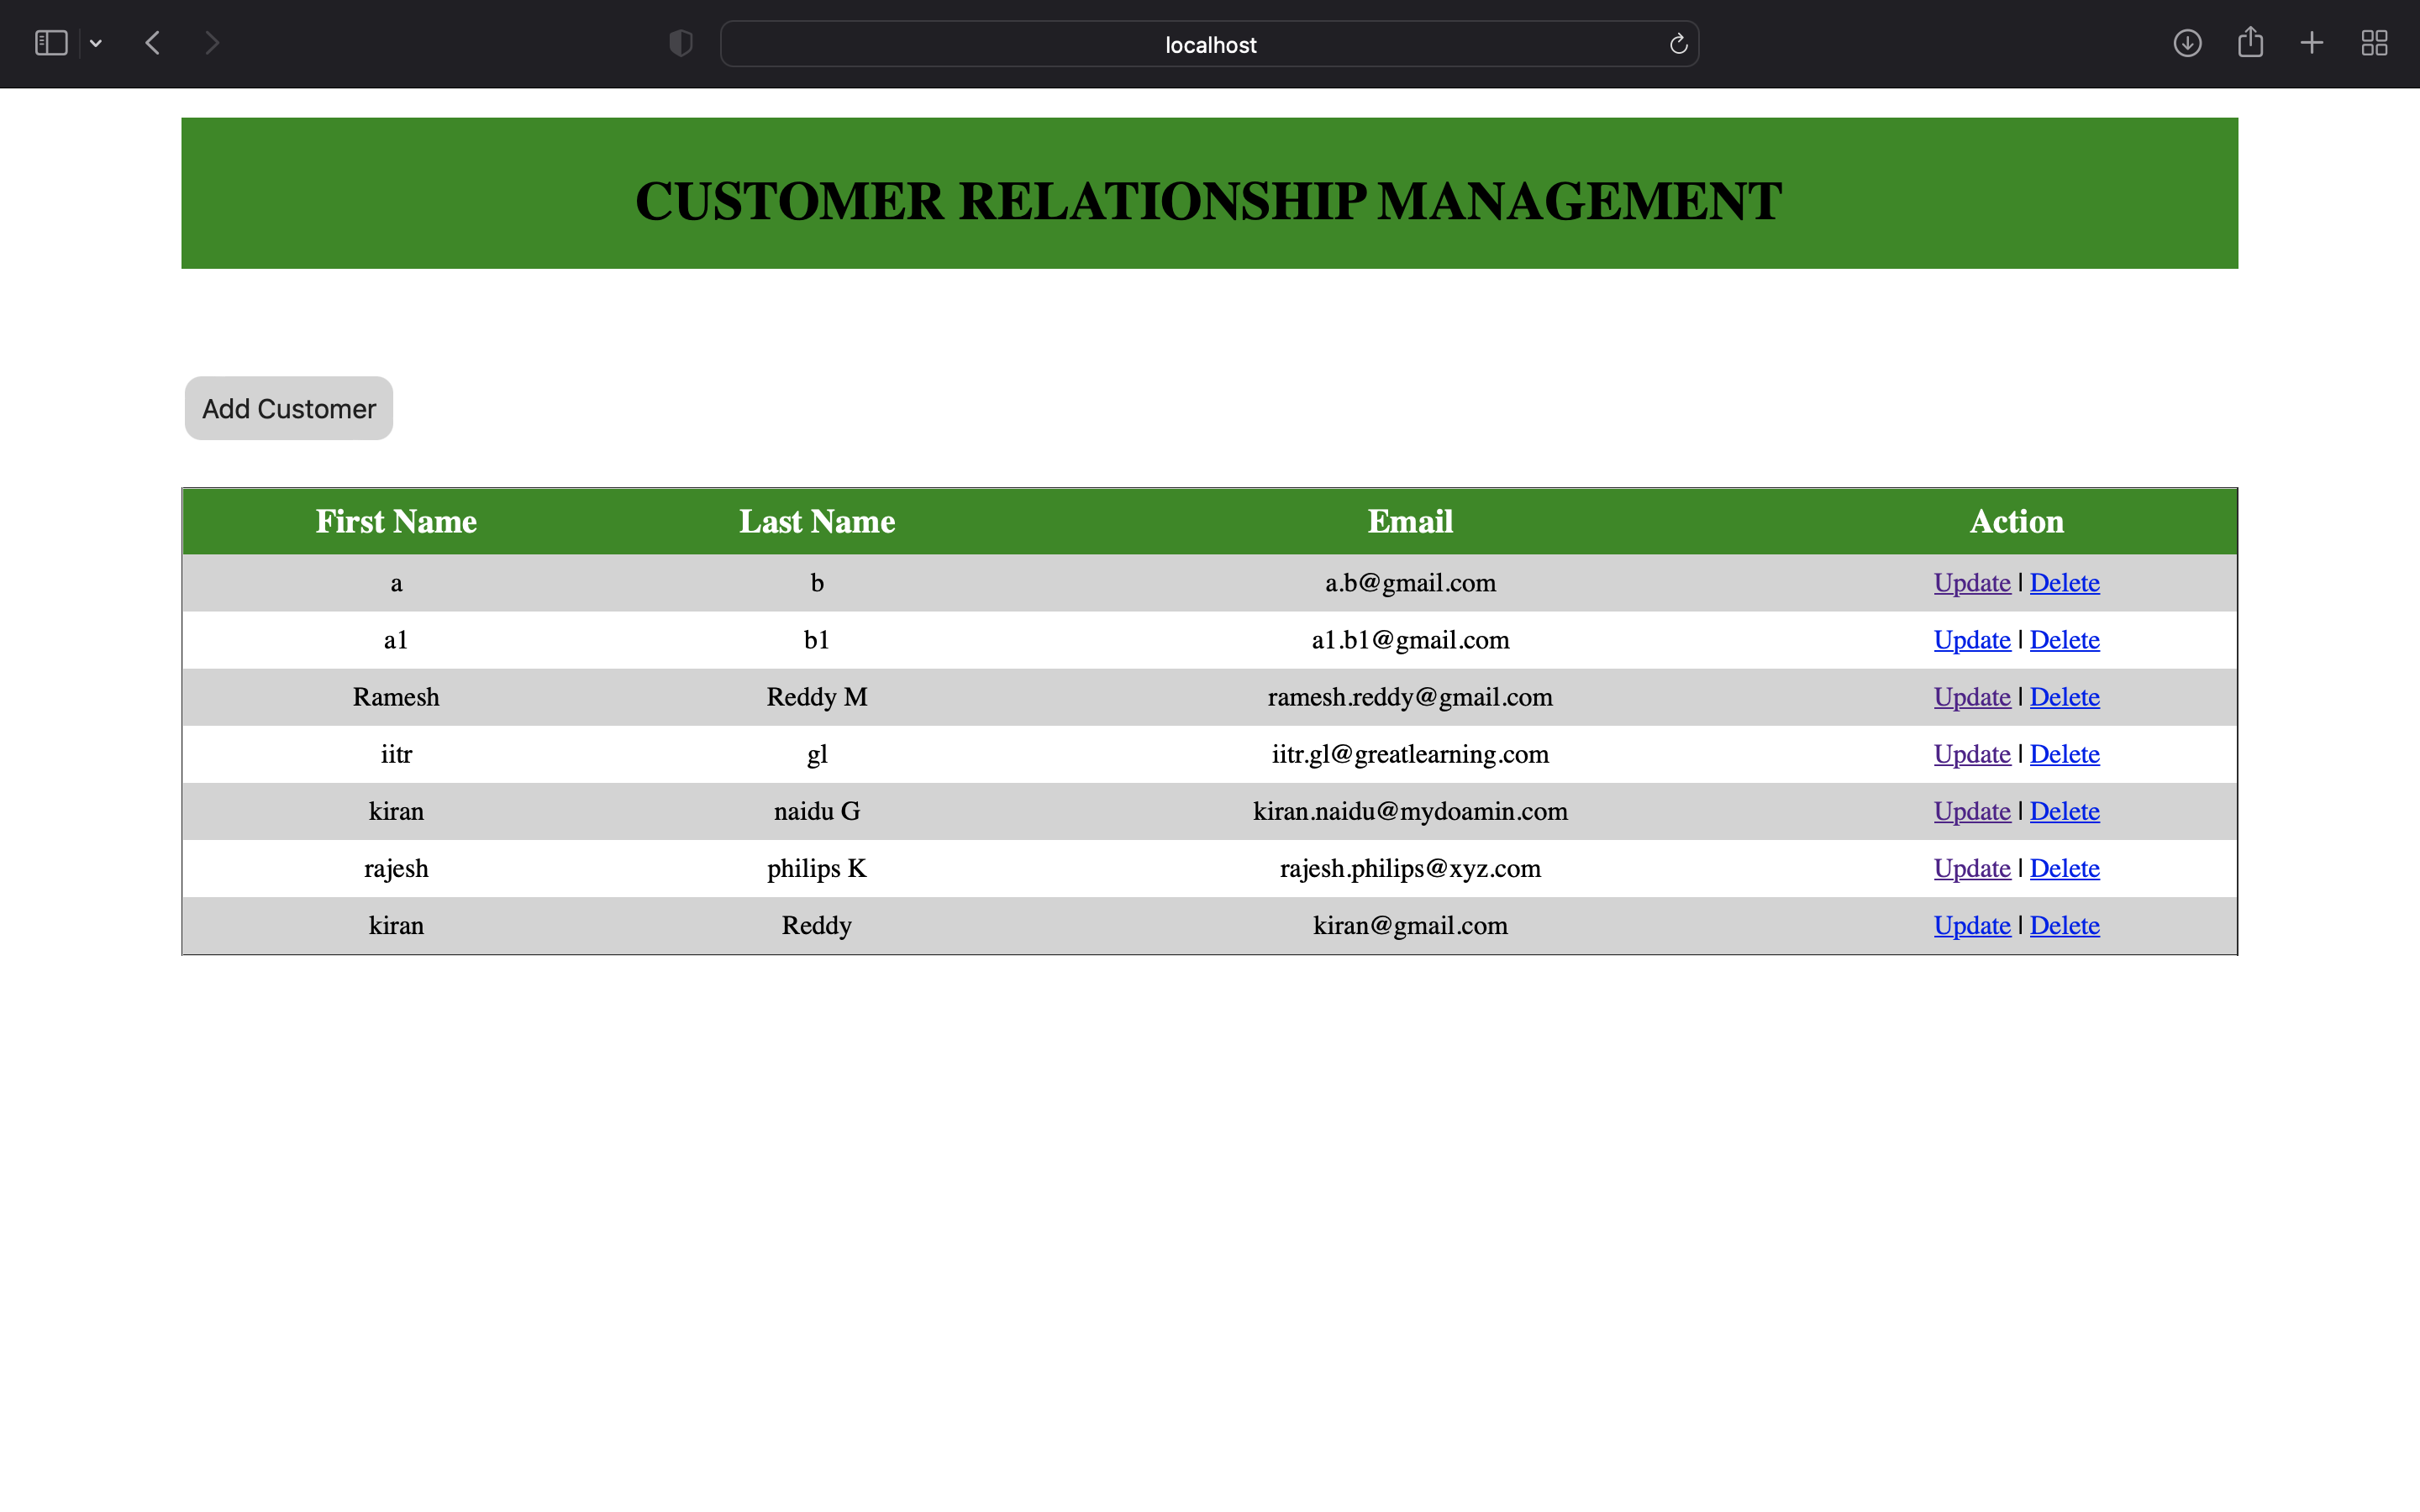 localhost
CUSTOMER RELATIONSHIP MANAGEMENT
Add Customer
First Name Last Name Email Action
a b a.b@gmail.com Update | Delete
a1 b1 a1.b1@gmail.com Update | Delete
Ramesh Reddy M ramesh.reddy@gmail.com Update | Delete
iitr gl iitr.gl@greatlearning.com Update | Delete
kiran naidu G kiran.naidu@mydoamin.com Update | Delete
rajesh philips K rajesh.philips@xyz.com Update | Delete
kiran Reddy kiran@gmail.com Update | Delete